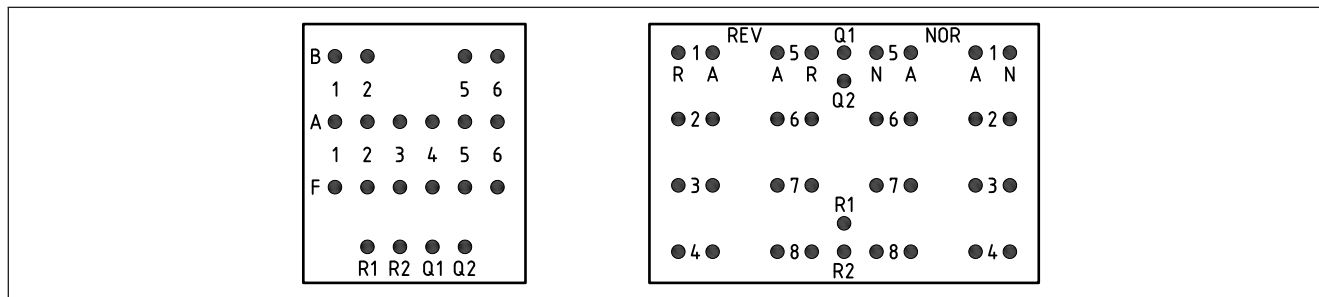 B
1 2 5 6
A
1 2 3 4 5 6
F
R1 R2 Q1 Q2
REV Q1 NOR
1 5 5 1
R A A R N A A N
Q2
2 6 6 2
3 7 7 3
R1
4 8 8 4
R2